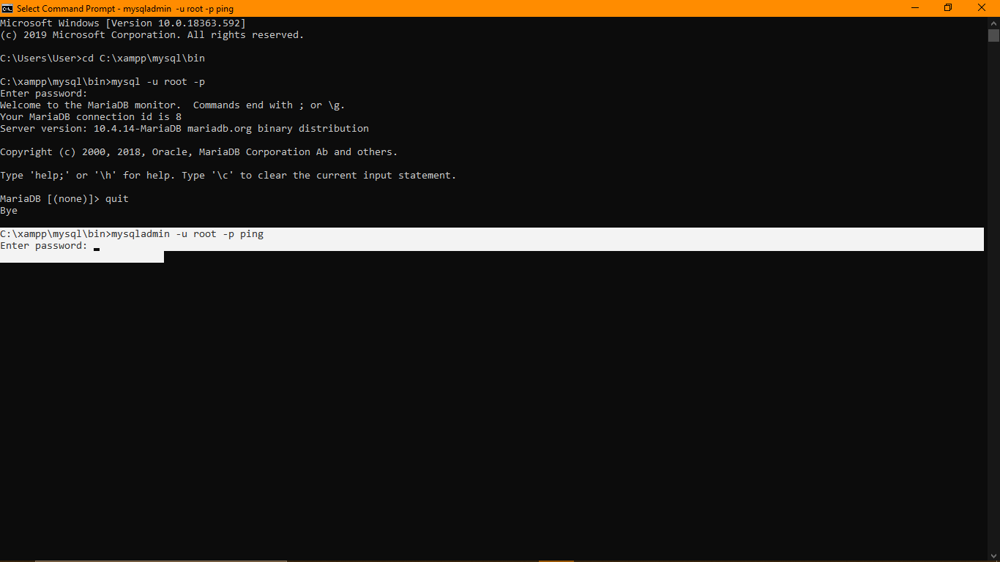 Select Command Prompt - mysqladmin  -u root -p ping
Microsoft Windows [Version 10.0.18363.592]
(c) 2019 Microsoft Corporation. All rights reserved.
C:\Users\User>cd C:\xampp\mysql\bin
C:\xampp\mysql\bin>mysql -u root -p
Enter password:
Welcome to the MariaDB monitor.  Commands end with ; or \g.
Your MariaDB connection id is 8
Server version: 10.4.14-MariaDB mariadb.org binary distribution
Copyright (c) 2000, 2018, Oracle, MariaDB Corporation Ab and others.
Type 'help;' or '\h' for help. Type '\c' to clear the current input statement.
MariaDB [(none)]> quit
Bye
C:\xampp\mysql\bin>mysqladmin -u root -p ping
Enter password: